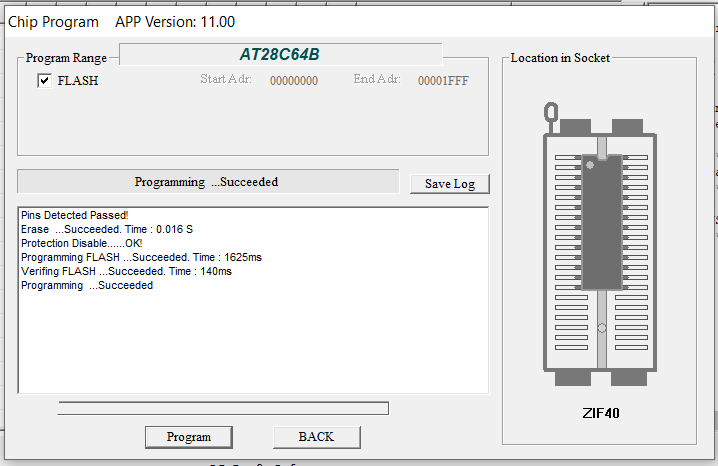 Chip Program APP Version: 11.00
AT28C64B
Program Range
FLASH Start Adr: 00000000 End Adr: 00001FFF
Programming ...Succeeded
Save Log
Pins Detected Passed!
Erase ...Succeeded. Time : 0.016 S
Protection Disable......OK!
Programming FLASH ...Succeeded. Time : 1625ms
Verifing FLASH ...Succeeded. Time : 140ms
Programming ...Succeeded
Program
BACK
Location in Socket
ZIF40